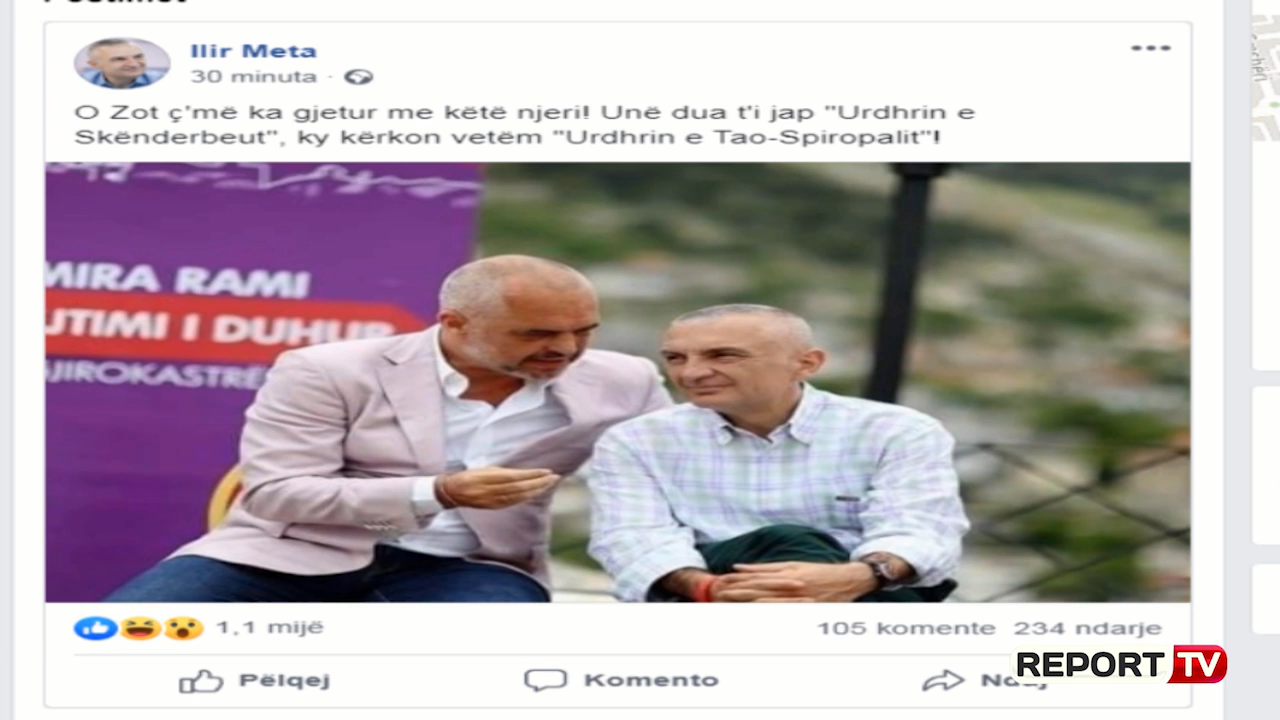 Ilir Meta
30 minuta ·
O Zot ç'më ka gjetur me këtë njeri! Unë dua t'i jap "Urdhrin e
Skënderbeut", ky kërkon vetëm "Urdhrin e Tao-Spiropalit"!
MIRA RAMI
UTIMI I DUHUR
GJIROKASTRËS
1,1 mijë
105 komente 234 ndarje
Pëlqej
Komento
REPORT TV